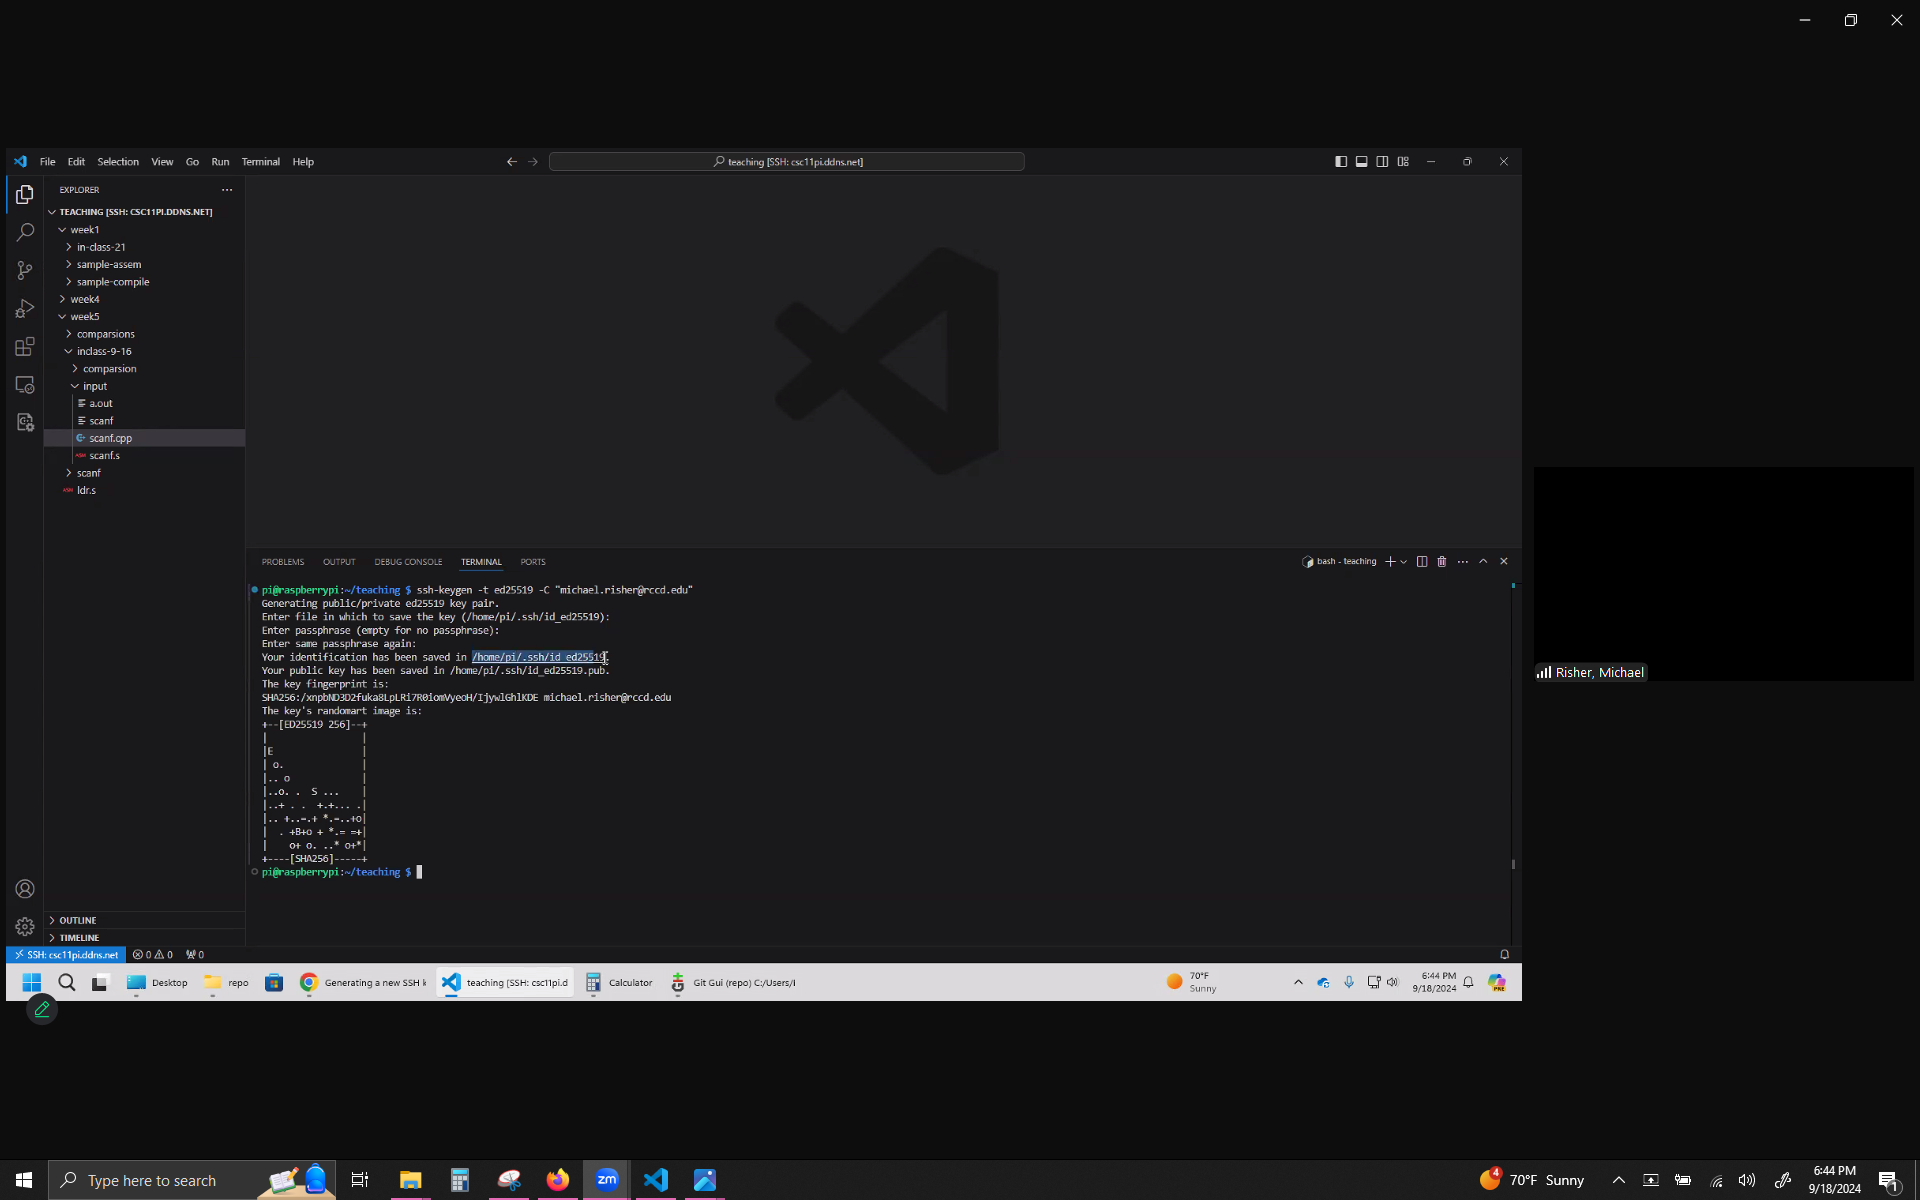 File Edit Selection View Go Run Terminal Help
teaching [SSH: csc11pi.ddns.net]
EXPLORER
TEACHING [SSH: CSC11PI.DDNS.NET]
week1
in-class-21
sample-assem
sample-compile
week4
week5
comparsions
inclass-9-16
comparsion
input
a.out
scanf
scanf.cpp
ASM scanf.s
scanf
ASM ldr.s
OUTLINE
TIMELINE
PROBLEMS OUTPUT DEBUG CONSOLE TERMINAL PORTS
bash - teaching
pi@raspberrypi:~/teaching $ ssh-keygen -t ed25519 -C "michael.risher@rccd.edu"
Generating public/private ed25519 key pair.
Enter file in which to save the key (/home/pi/.ssh/id_ed25519):
Enter passphrase (empty for no passphrase):
Enter same passphrase again:
Your identification has been saved in /home/pi/.ssh/id_ed25519.
Your public key has been saved in /home/pi/.ssh/id_ed25519.pub.
The key fingerprint is:
SHA256:/xnpbND3D2fuka8LpLRi7R0iomVyeoH/IjywlGhlKDE michael.risher@rccd.edu
The key's randomart image is:
+--[ED25519 256]--+
|                 |
|E                |
| o.              |
|.. o             |
|..o. .  S ...    |
|..+ . .  +.+... .|
|.. +..=.+ *.=..+o|
|  . +B+o + *.= =+|
|    o+ o. ..* o+*|
+----[SHA256]-----+
pi@raspberrypi:~/teaching $
SSH: csc11pi.ddns.net 0 0 0
Desktop repo Generating a new SSH k teaching [SSH: csc11pi.d Calculator Git Gui (repo) C:/Users/I
70°F
Sunny
6:44 PM
9/18/2024
PRE
Risher, Michael
Type here to search
zm
4
70°F Sunny
6:44 PM
9/18/2024
1